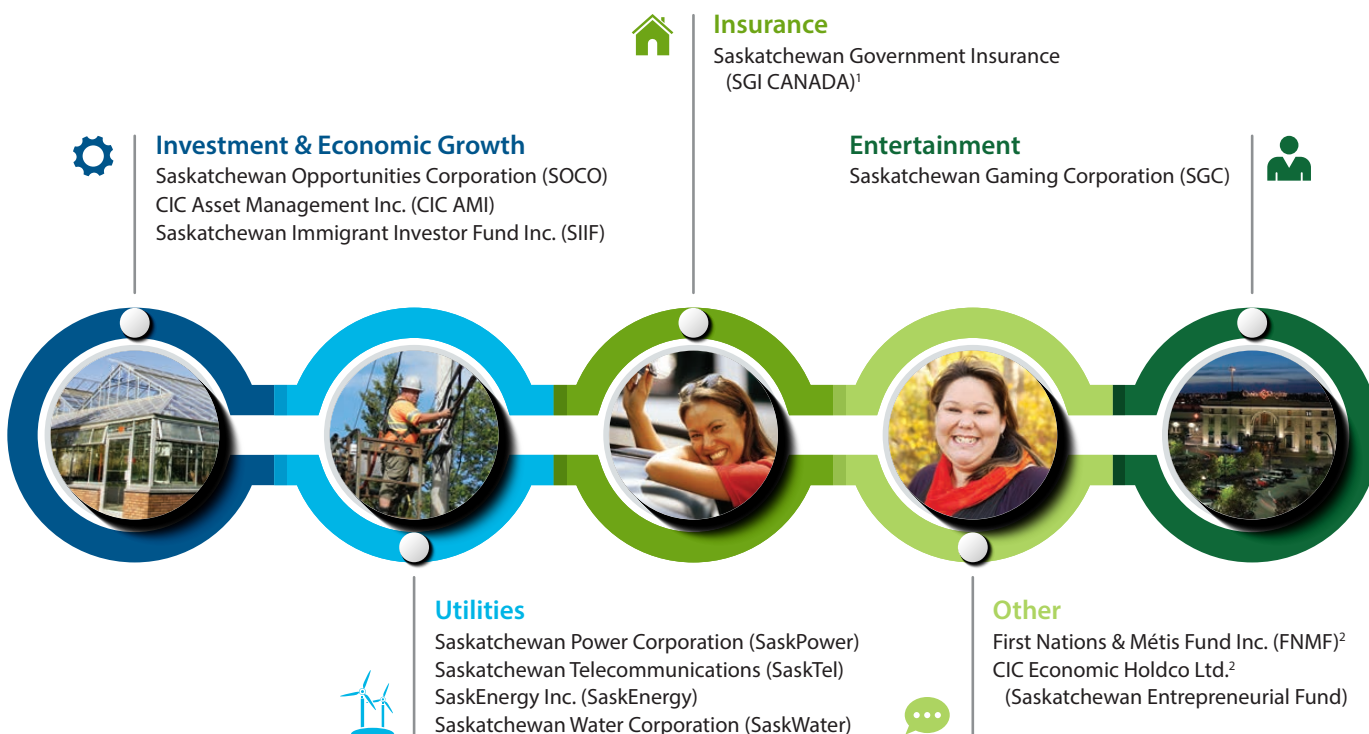 Insurance
Saskatchewan Government Insurance
(SGI CANADA)¹
Investment & Economic Growth
Saskatchewan Opportunities Corporation (SOCO)
CIC Asset Management Inc. (CIC AMI)
Saskatchewan Immigrant Investor Fund Inc. (SIIF)
Entertainment
Saskatchewan Gaming Corporation (SGC)
Utilities
Saskatchewan Power Corporation (SaskPower)
Saskatchewan Telecommunications (SaskTel)
SaskEnergy Inc. (SaskEnergy)
Saskatchewan Water Corporation (SaskWater)
Other
First Nations & Métis Fund Inc. (FNMF)²
CIC Economic Holdco Ltd.²
(Saskatchewan Entrepreneurial Fund)